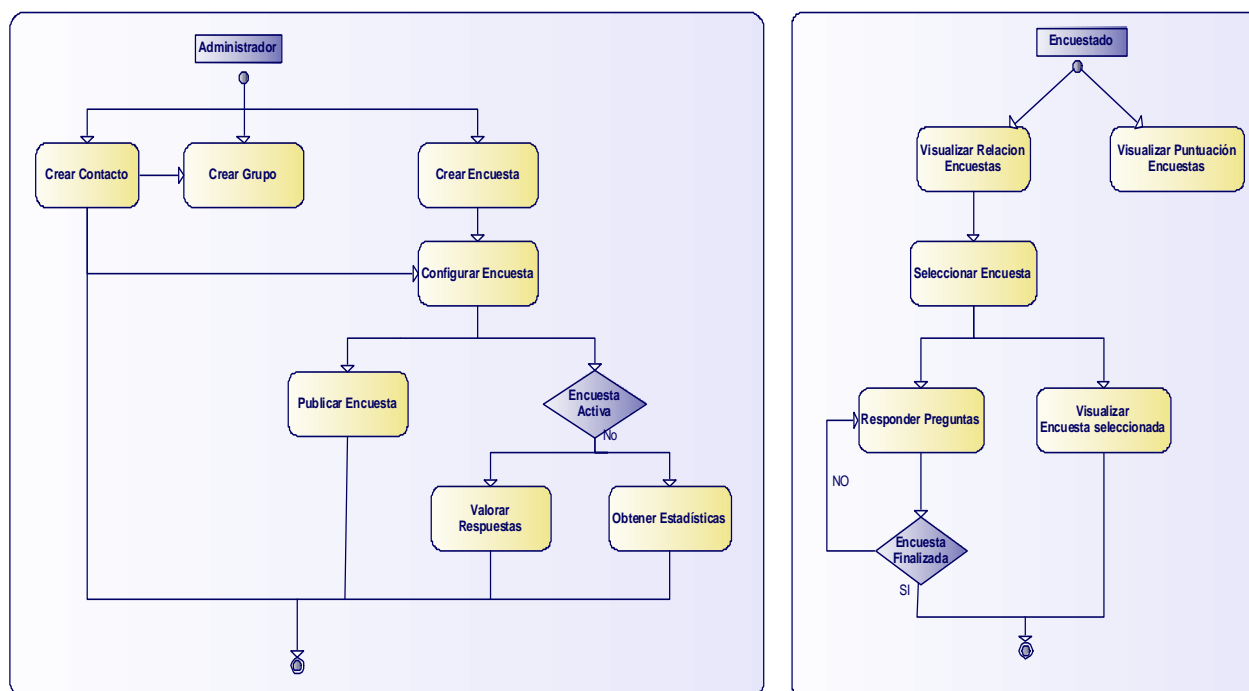 Administrador
Crear Contacto
Crear Grupo
Crear Encuesta
Configurar Encuesta
Publicar Encuesta
Encuesta
Activa
No
Valorar
Respuestas
Obtener Estadísticas
Encuestado
Visualizar Relacion
Encuestas
Visualizar Puntuación
Encuestas
Seleccionar Encuesta
Responder Preguntas
Visualizar
Encuesta seleccionada
NO
Encuesta
Finalizada
SI